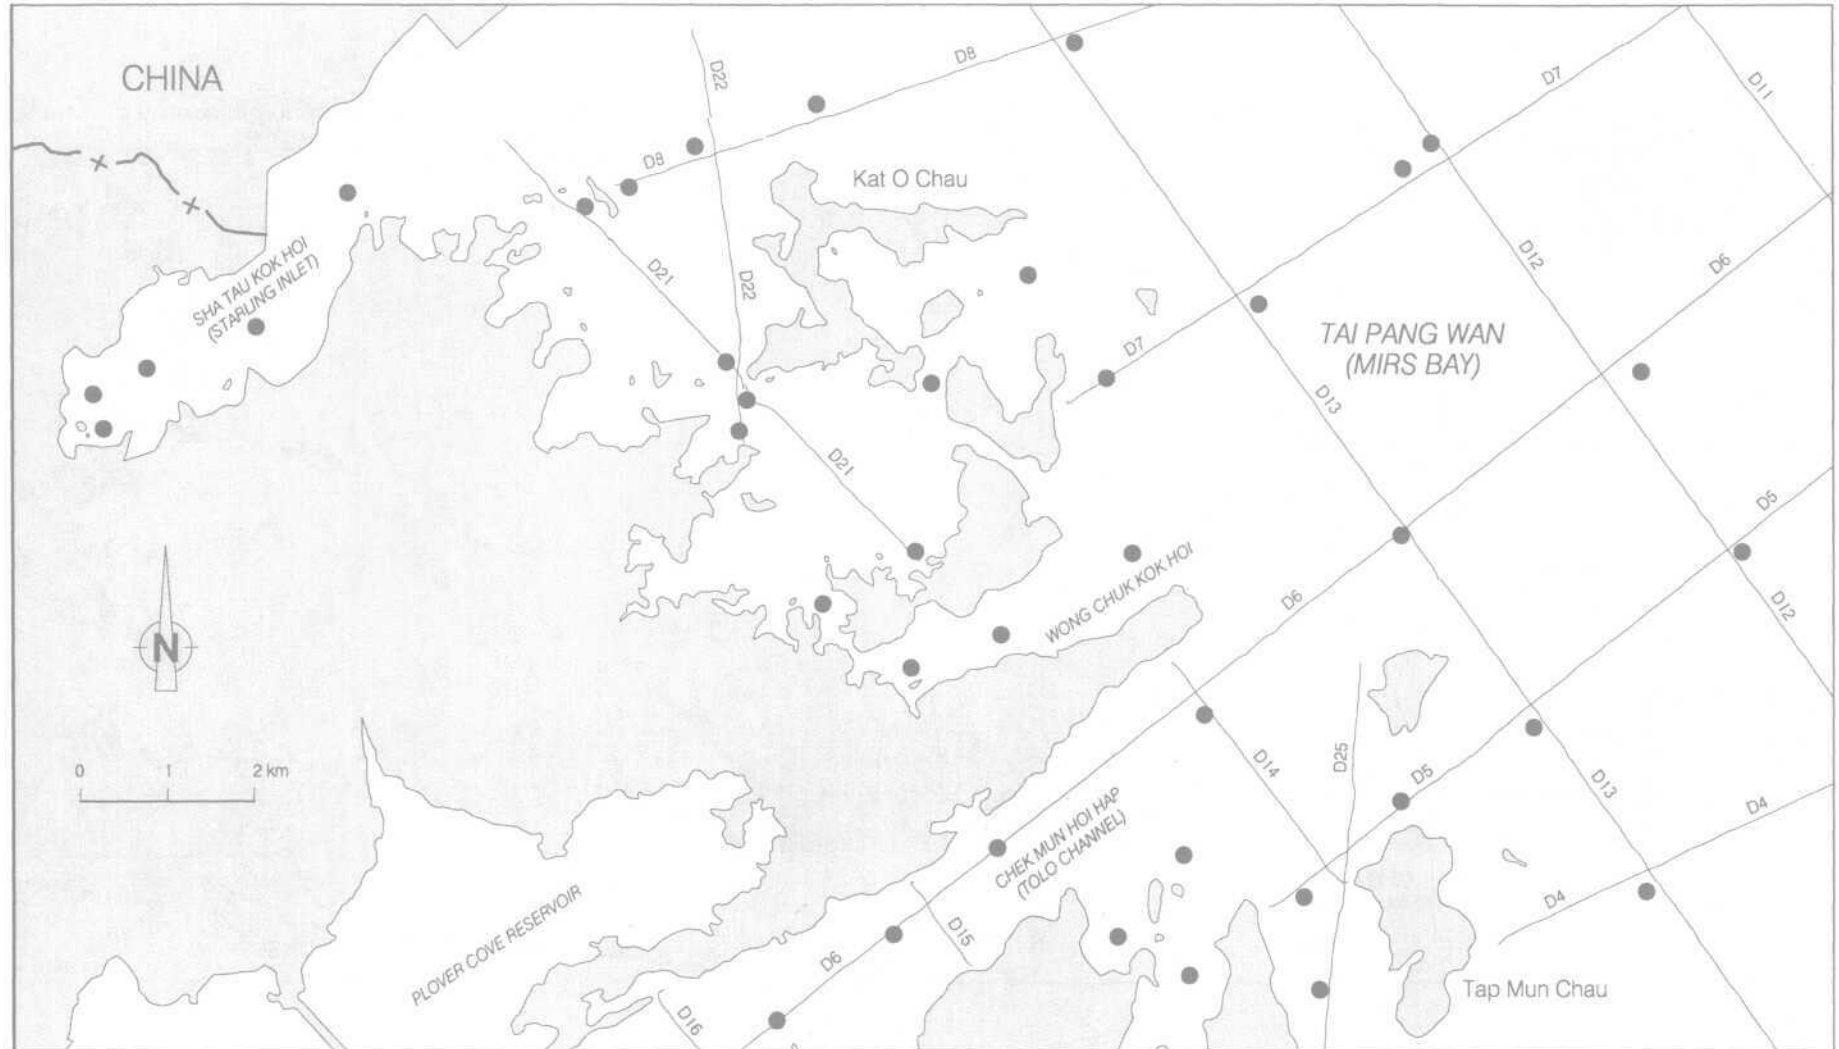 CHINA
D22
D8
D7
D11
D8
Kat O Chau
D21
D22
D12
D6
SHA TAU KOK HOI
(STARLING INLET)
TAI PANG WAN
(MIRS BAY)
D7
D13
D21
D5
WONG CHUK KOK HOI
D6
D12
N
0 1 2 km
D14
D25
D5
D13
D4
CHEK MUN HOI HAP
(TOLO CHANNEL)
D4
PLOVER COVE RESERVOIR
D15
D6
Tap Mun Chau
D16